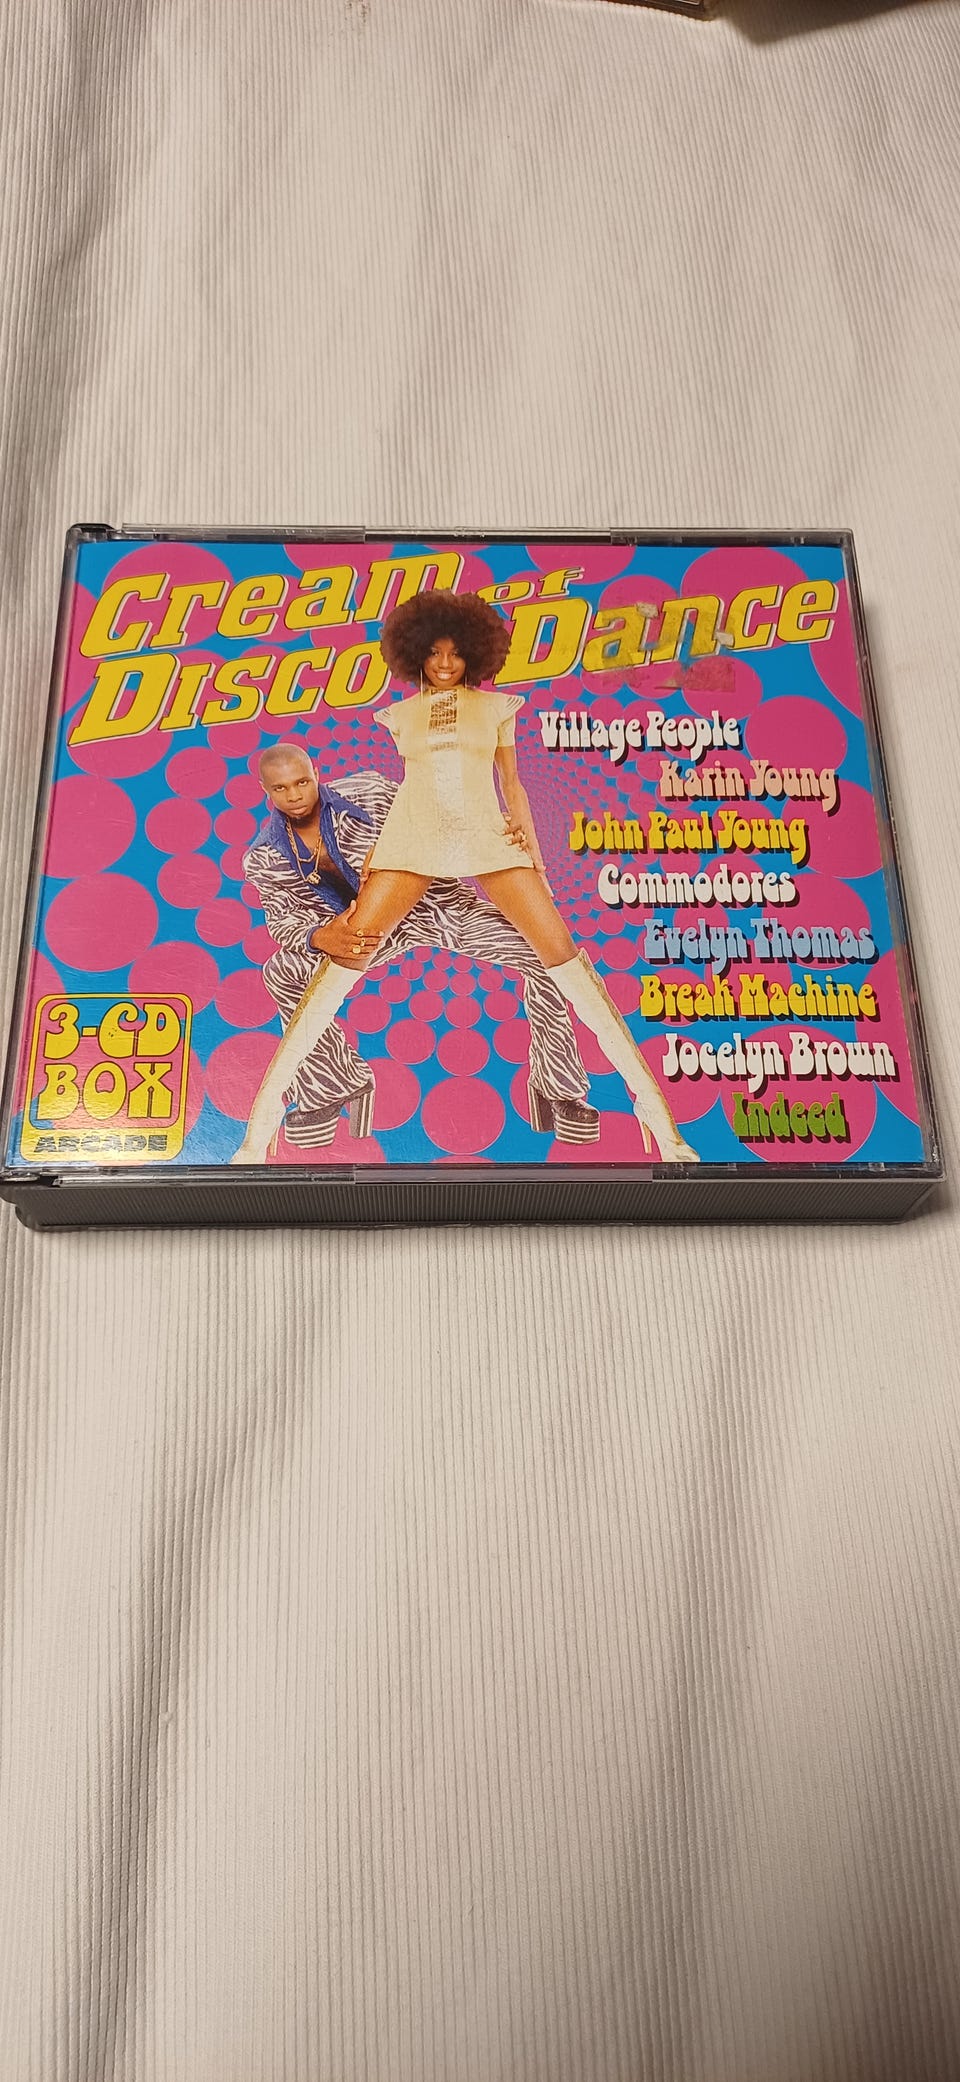 Cream of
Disco Dance
Village People
Karin Young
John Paul Young
Commodores
Evelyn Thomas
Break Machine
Jocelyn Brown
Indeed
3-CD
BOX
ARCADE